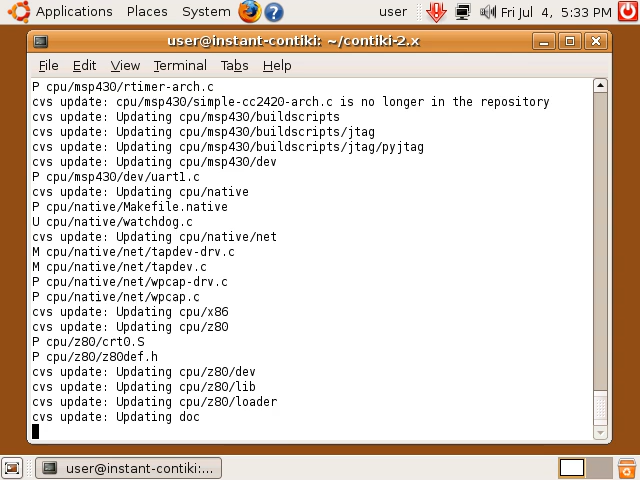 Applications Places System user Fri Jul 4, 5:33 PM
user@instant-contiki: ~/contiki-2.x
File Edit View Terminal Tabs Help
P cpu/msp430/rtimer-arch.c
cvs update: cpu/msp430/simple-cc2420-arch.c is no longer in the repository
cvs update: Updating cpu/msp430/buildscripts
cvs update: Updating cpu/msp430/buildscripts/jtag
cvs update: Updating cpu/msp430/buildscripts/jtag/pyjtag
cvs update: Updating cpu/msp430/dev
P cpu/msp430/dev/uart1.c
cvs update: Updating cpu/native
P cpu/native/Makefile.native
U cpu/native/watchdog.c
cvs update: Updating cpu/native/net
M cpu/native/net/tapdev-drv.c
M cpu/native/net/tapdev.c
P cpu/native/net/wpcap-drv.c
P cpu/native/net/wpcap.c
cvs update: Updating cpu/x86
cvs update: Updating cpu/z80
P cpu/z80/crt0.S
P cpu/z80/z80def.h
cvs update: Updating cpu/z80/dev
cvs update: Updating cpu/z80/lib
cvs update: Updating cpu/z80/loader
cvs update: Updating doc
user@instant-contiki:...